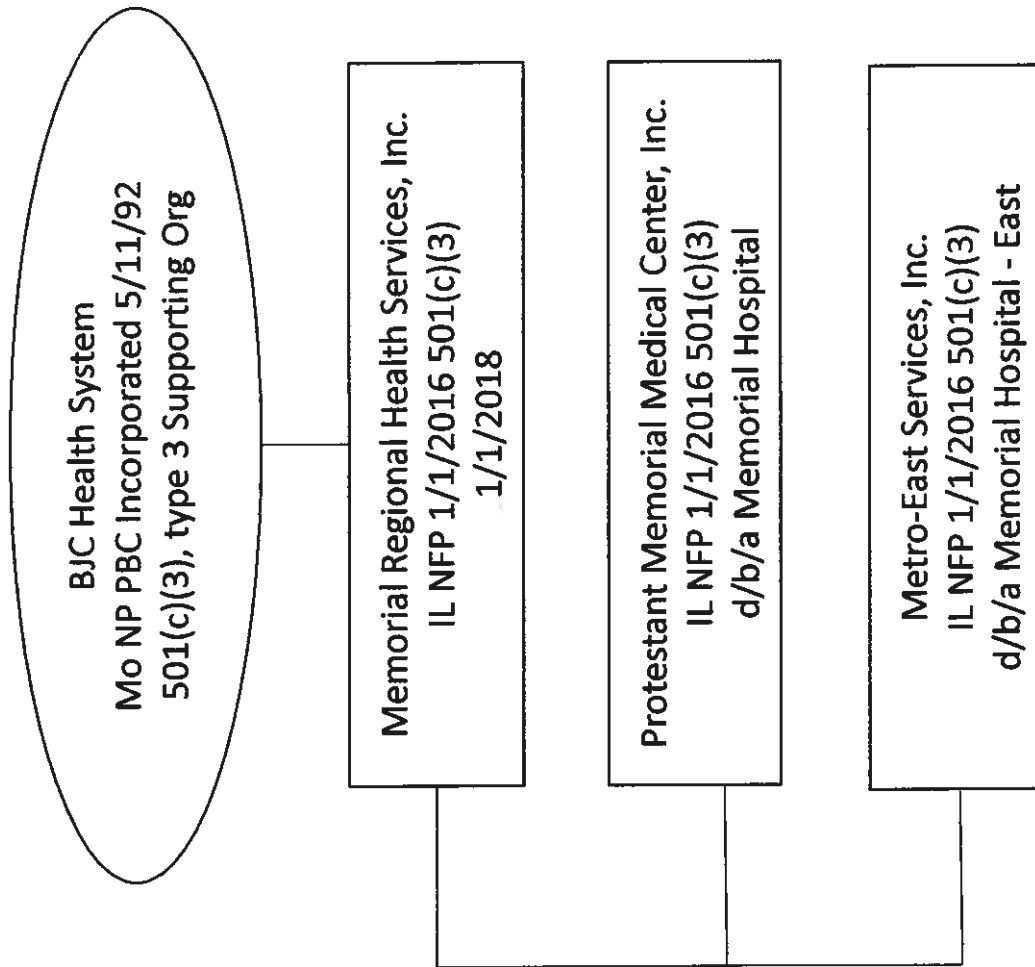 BJC Health System
Mo NP PBC Incorporated 5/11/92
501(c)(3), type 3 Supporting Org
Memorial Regional Health Services, Inc.
IL NFP 1/1/2016 501(c)(3)
1/1/2018
Protestant Memorial Medical Center, Inc.
IL NFP 1/1/2016 501(c)(3)
d/b/a Memorial Hospital
Metro-East Services, Inc.
IL NFP 1/1/2016 501(c)(3)
d/b/a Memorial Hospital - East